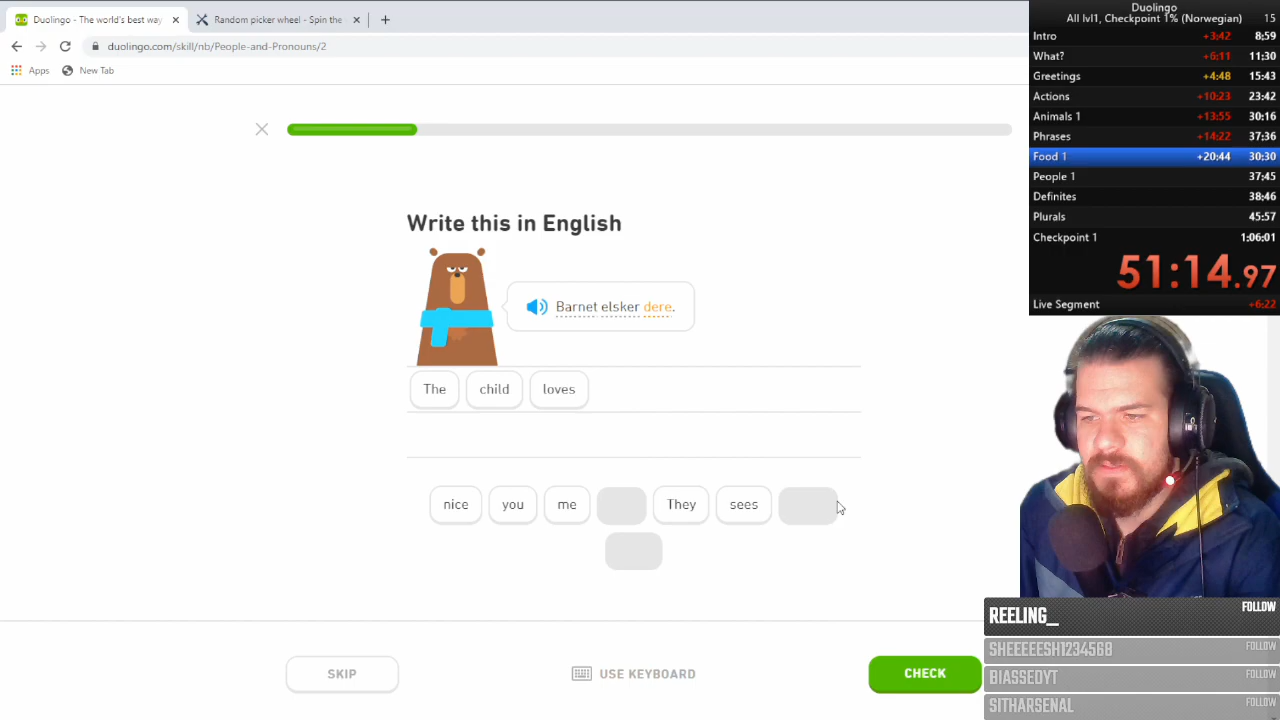 Duolingo - The world's best way
Random picker wheel - Spin the
duolingo.com/skill/nb/People-and-Pronouns/2
Apps
New Tab
Write this in English
Barnet elsker dere.
The child loves
nice you me They sees
SKIP
USE KEYBOARD
CHECK
Duolingo
All lvl1, Checkpoint 1% (Norwegian) 15
Intro +3:42 8:59
What? +6:11 11:30
Greetings +4:48 15:43
Actions +10:23 23:42
Animals 1 +13:55 30:16
Phrases +14:22 37:36
Food 1 +20:44 30:30
People 1 37:45
Definites 38:46
Plurals 45:57
Checkpoint 1 1:06:01
51:14.97
Live Segment +6:22
REELING_ FOLLOW
SHEEEEESH1234568 FOLLOW
BIASSEDYT FOLLOW
SITHARSENAL FOLLOW